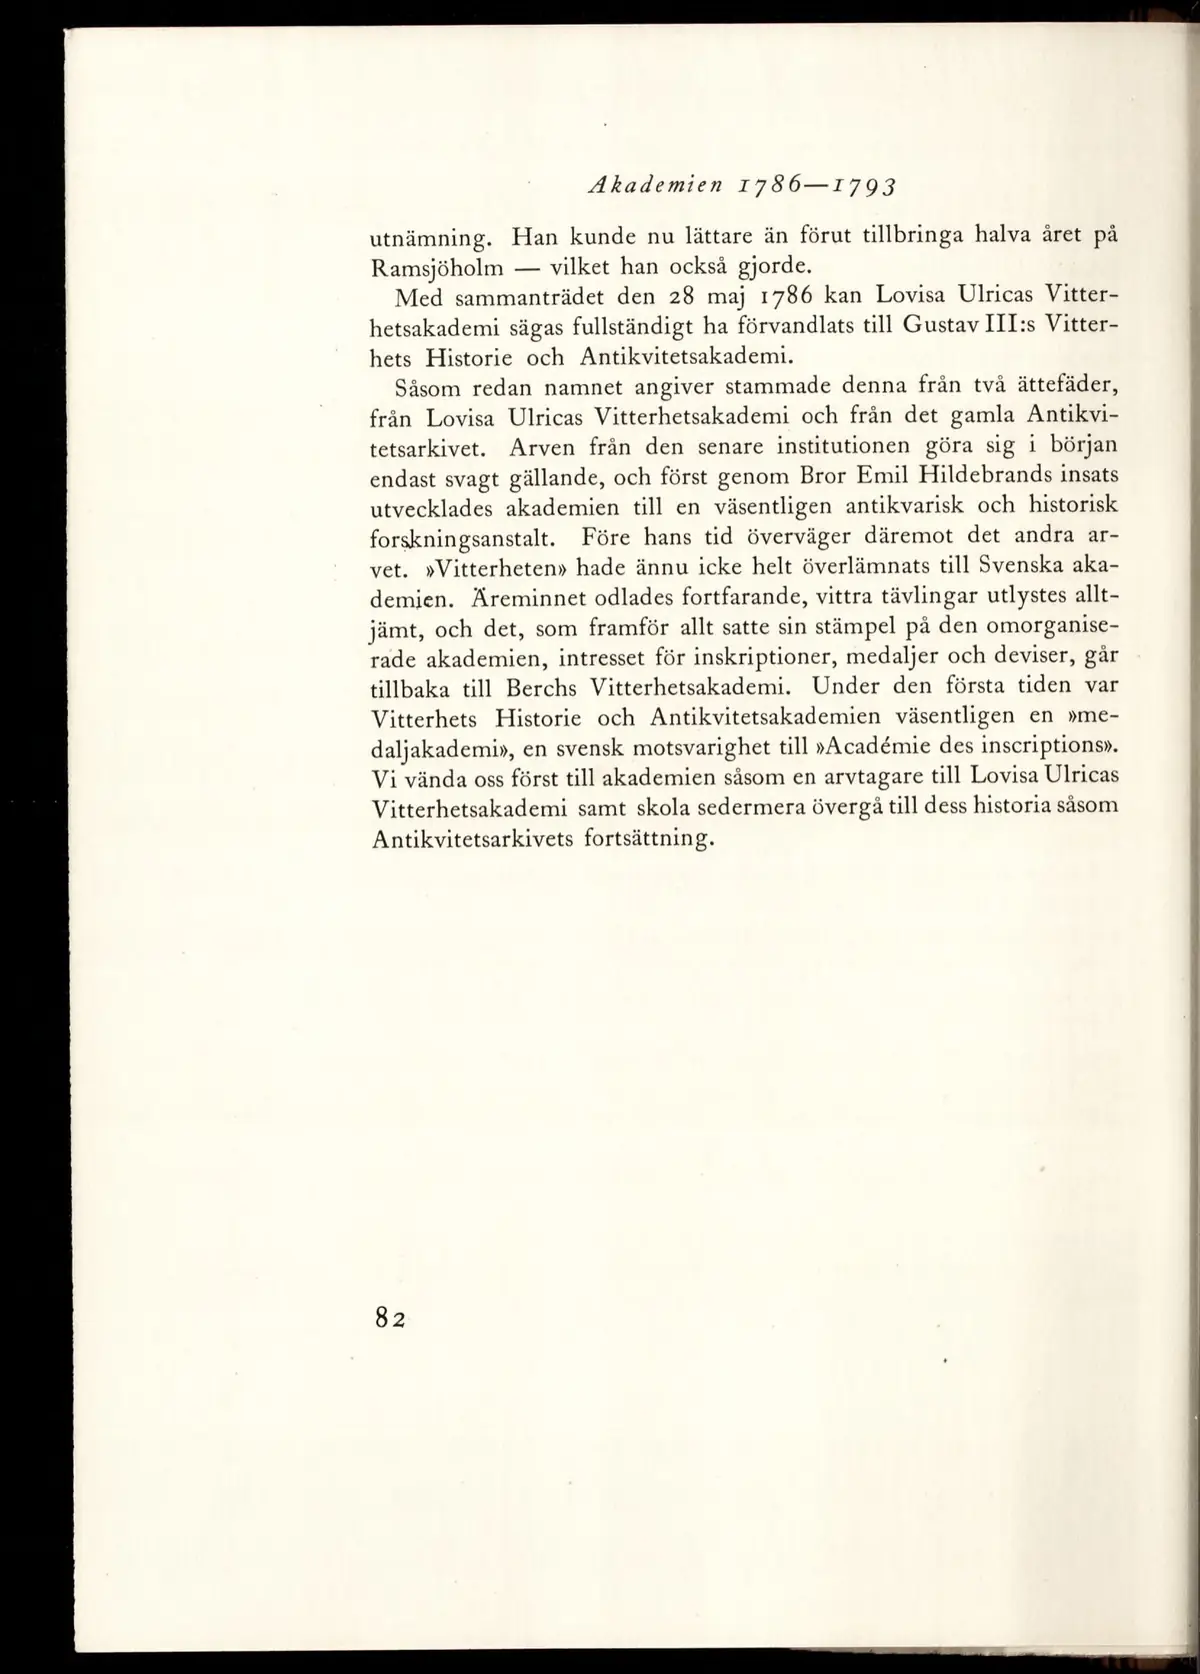 Akademien 1786—1793
utnämning. Han kunde nu lättare än förut tillbringa halva året på
Ramsjöholm — vilket han också gjorde.
Med sammanträdet den 28 maj 1786 kan Lovisa Ulricas Vitter-
hetsakademi sägas fullständigt ha förvandlats till Gustav III:s Vitter-
hets Historie och Antikvitetsakademi.
Såsom redan namnet angiver stammade denna från två ättefäder,
från Lovisa Ulricas Vitterhetsakademi och från det gamla Antikvi-
tetsarkivet. Arven från den senare institutionen göra sig i början
endast svagt gällande, och först genom Bror Emil Hildebrands insats
utvecklades akademien till en väsentligen antikvarisk och historisk
forskningsanstalt. Före hans tid överväger däremot det andra ar-
vet. »Vitterheten» hade ännu icke helt överlämnats till Svenska aka-
demien. Äreminnet odlades fortfarande, vittra tävlingar utlystes allt-
jämt, och det, som framför allt satte sin stämpel på den omorganise-
rade akademien, intresset för inskriptioner, medaljer och deviser, går
tillbaka till Berchs Vitterhetsakademi. Under den första tiden var
Vitterhets Historie och Antikvitetsakademien väsentligen en »me-
daljakademi», en svensk motsvarighet till »Académie des inscriptions».
Vi vända oss först till akademien såsom en arvtagare till Lovisa Ulricas
Vitterhetsakademi samt skola sedermera övergå till dess historia såsom
Antikvitetsarkivets fortsättning.
82